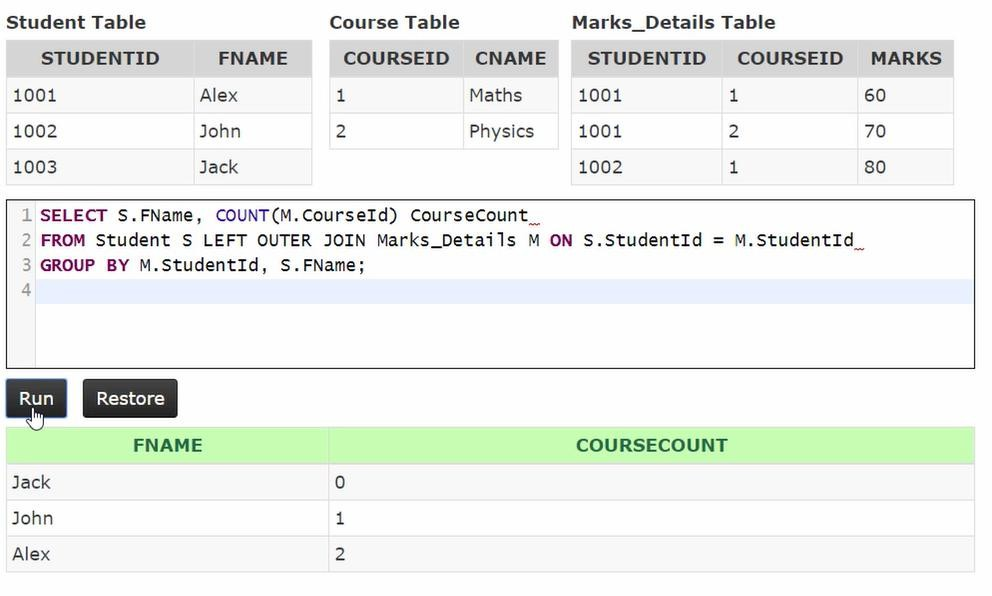 Student Table
STUDENTID FNAME
1001 Alex
1002 John
1003 Jack
Course Table
COURSEID CNAME
1 Maths
2 Physics
Marks_Details Table
STUDENTID COURSEID MARKS
1001 1 60
1001 2 70
1002 1 80
1 SELECT S.FName, COUNT(M.CourseId) CourseCount
2 FROM Student S LEFT OUTER JOIN Marks_Details M ON S.StudentId = M.StudentId
3 GROUP BY M.StudentId, S.FName;
4
Run Restore
FNAME COURSECOUNT
Jack 0
John 1
Alex 2